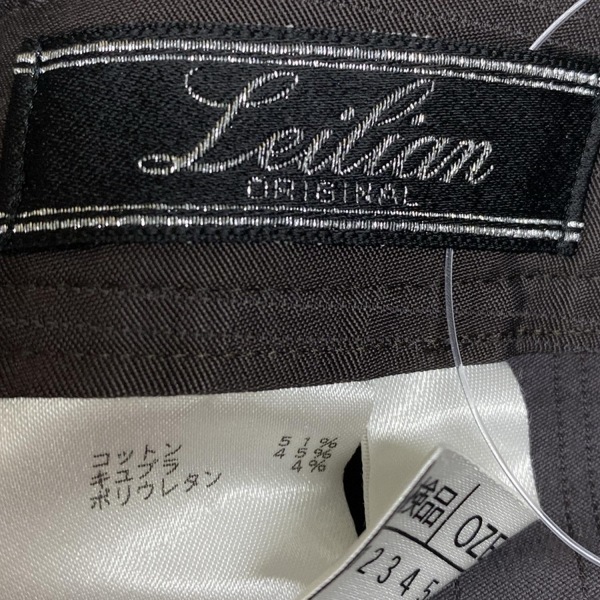 Leilian
ORIGINAL
コットン 51%
キュプラ 45%
ポリウレタン 4%
検品
OZE
2345